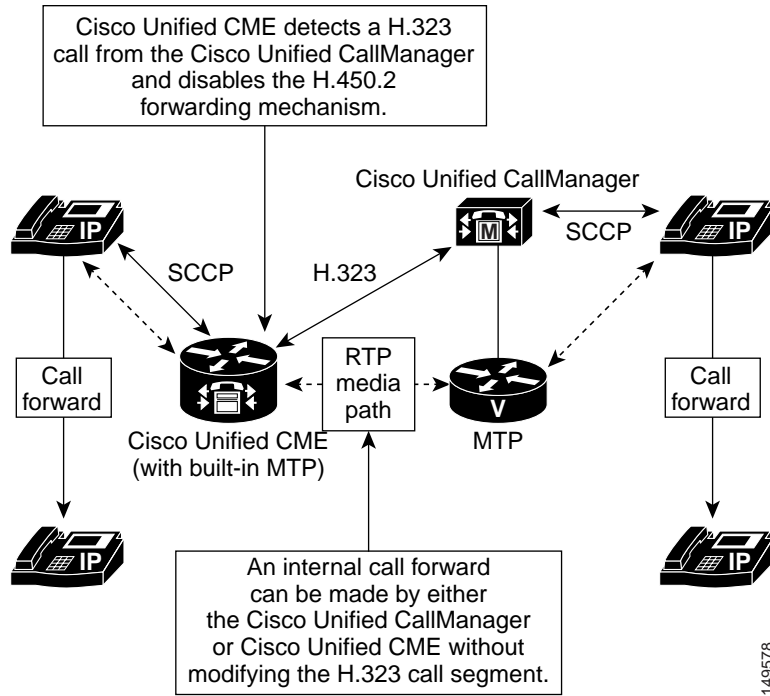 Cisco Unified CME detects a H.323
call from the Cisco Unified CallManager
and disables the H.450.2
forwarding mechanism.
Cisco Unified CallManager
IP
M
SCCP
IP
SCCP
H.323
Call
forward
RTP
media
path
Call
forward
V
Cisco Unified CME
(with built-in MTP)
MTP
IP
IP
An internal call forward
can be made by either
the Cisco Unified CallManager
or Cisco Unified CME without
modifying the H.323 call segment.
149578